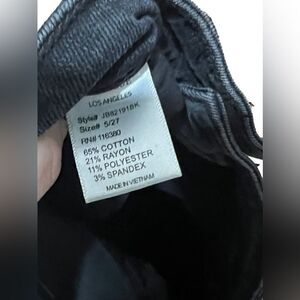 LOS ANGELES
Style# JB82191BK
Size# 5/27
RN# 116380
65% COTTON
21% RAYON
11% POLYESTER
3% SPANDEX
MADE IN VIETNAM